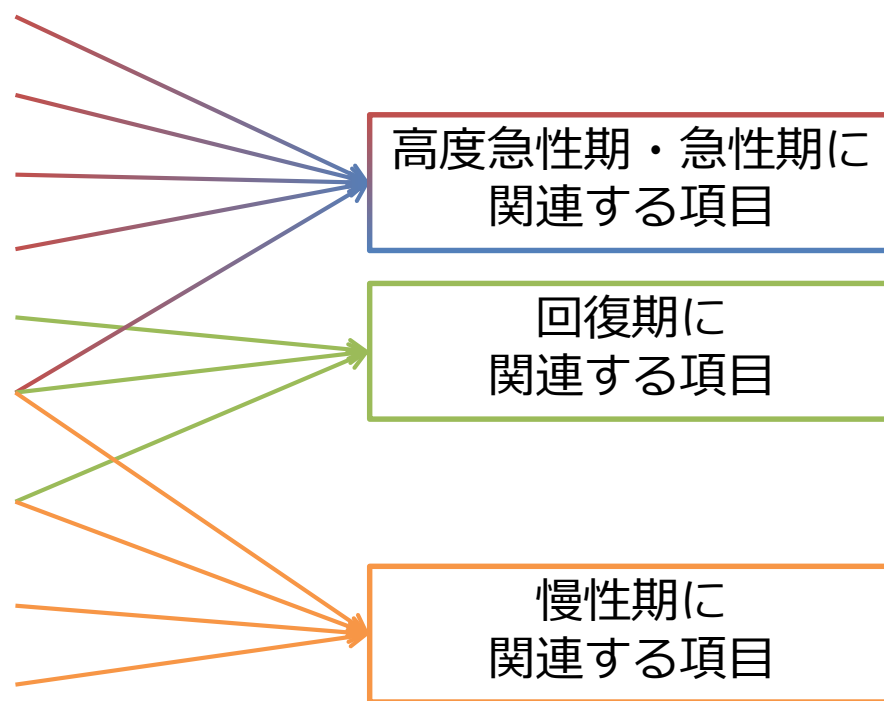 高度急性期・急性期に
関連する項目
回復期に
関連する項目
慢性期に
関連する項目